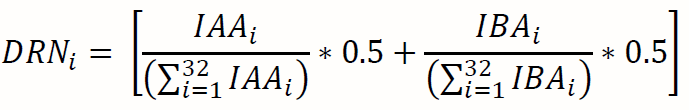 DRN_i = [ IAA_i / (∑_{i=1}^{32} IAA_i) * 0.5 + IBA_i / (∑_{i=1}^{32} IBA_i) * 0.5 ]